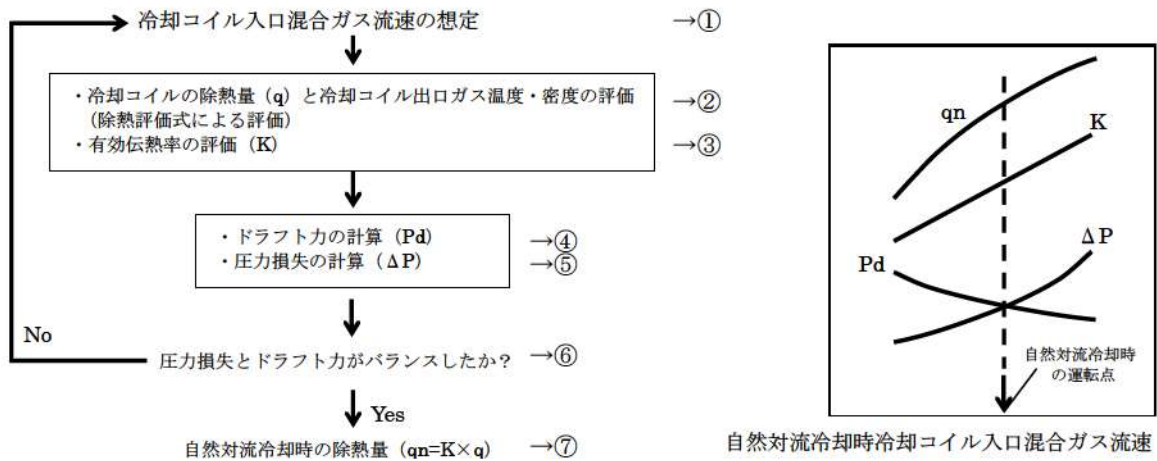 冷却コイル入口混合ガス流速の想定 →①
・冷却コイルの除熱量(q)と冷却コイル出口ガス温度・密度の評価 →②
(除熱評価式による評価)
・有効伝熱率の評価(K) →③
・ドラフト力の計算(Pd) →④
・圧力損失の計算(ΔP) →⑤
No
圧力損失とドラフト力がバランスしたか? →⑥
Yes
自然対流冷却時の除熱量(qn=K×q) →⑦
qn
K
Pd
ΔP
自然対流冷却時
の運転点
自然対流冷却時冷却コイル入口混合ガス流速